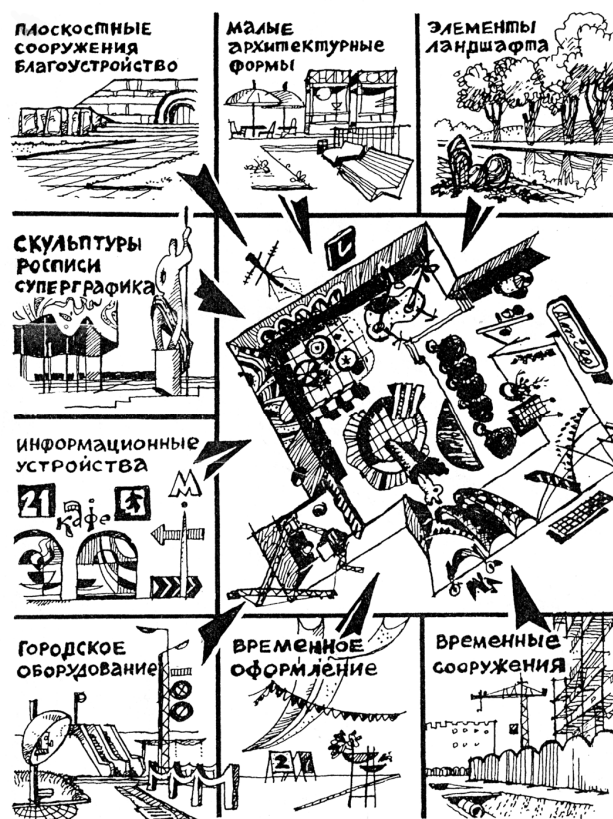 ПЛОСКОСТНЫЕ
СООРУЖЕНИЯ
БЛАГОУСТРОЙСТВО
МАЛЫЕ
АРХИТЕКТУРНЫЕ
ФОРМЫ
ЭЛЕМЕНТЫ
ЛАНДШАФТА
СКУЛЬПТУРЫ
РОСПИСИ
СУПЕРГРАФИКА
ИНФОРМАЦИОННЫЕ
УСТРОЙСТВА
21
кафе
М
ГОРОДСКОЕ
ОБОРУДОВАНИЕ
ВРЕМЕННОЕ
ОФОРМЛЕНИЕ
2
ВРЕМЕННЫЕ
СООРУЖЕНИЯ